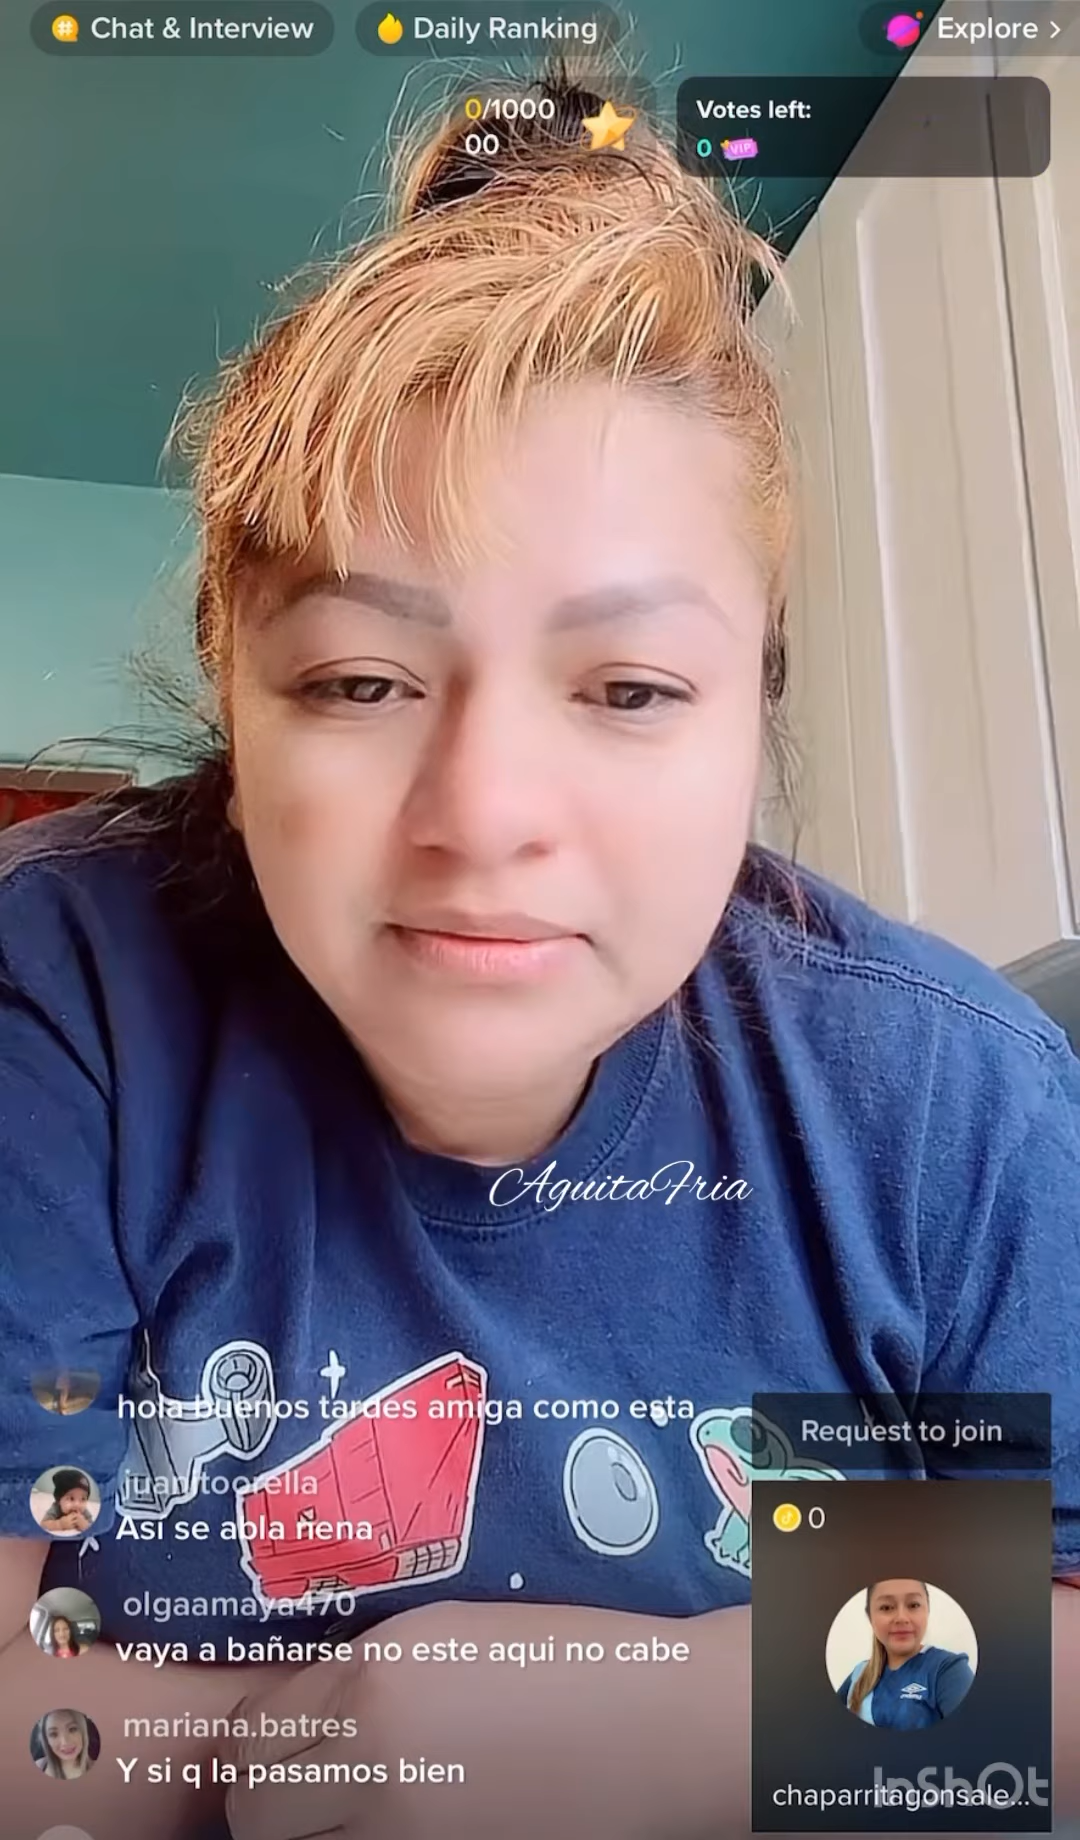 Chat & Interview
Daily Ranking
Explore >
0/1000
00
Votes left:
0 VIP
AguitaFria
hola buenos tardes amiga como esta
Request to join
juanitoorella
Asi se abla nena
0
olgaamaya470
vaya a bañarse no este aqui no cabe
mariana.batres
Y si q la pasamos bien
InShOt
chaparritagonsale...